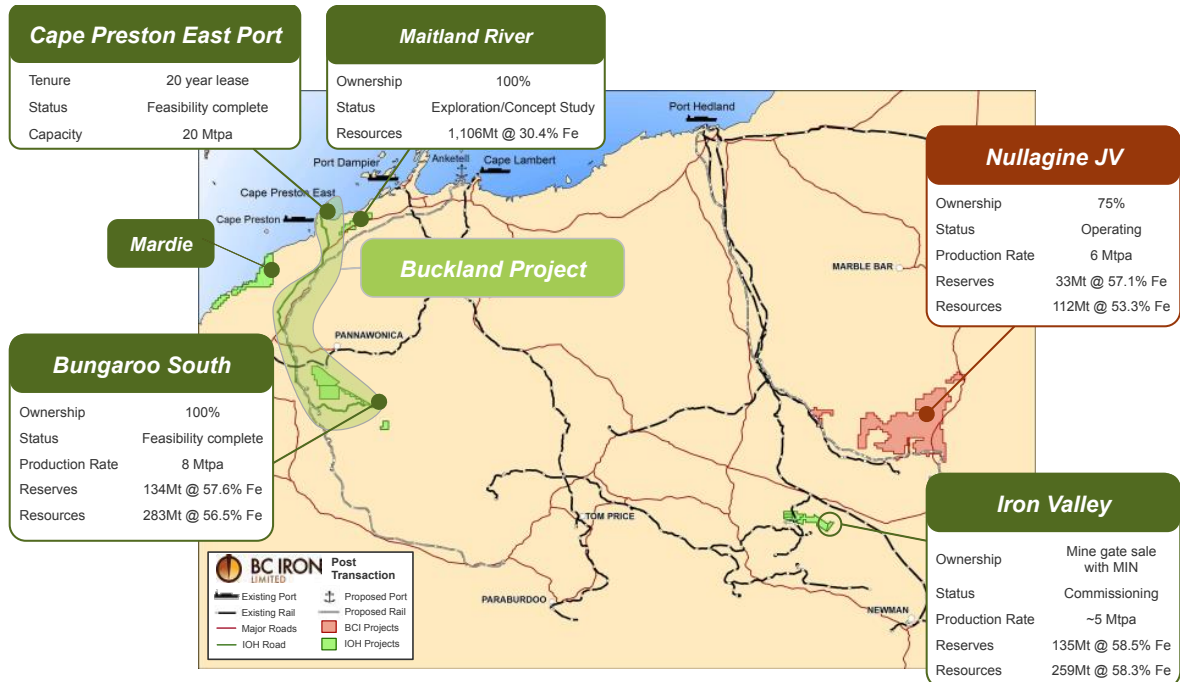 Cape Preston East Port
Tenure 20 year lease
Status Feasibility complete
Capacity 20 Mtpa
Maitland River
Ownership 100%
Status Exploration/Concept Study
Resources 1,106Mt @ 30.4% Fe
Nullagine JV
Ownership 75%
Status Operating
Production Rate 6 Mtpa
Reserves 33Mt @ 57.1% Fe
Resources 112Mt @ 53.3% Fe
Port Hedland
Port Dampier
Anketell
Cape Lambert
Cape Preston East
Cape Preston
Mardie
Buckland Project
MARBLE BAR
PANNAWONICA
Bungaroo South
Ownership 100%
Status Feasibility complete
Production Rate 8 Mtpa
Reserves 134Mt @ 57.6% Fe
Resources 283Mt @ 56.5% Fe
TOM PRICE
PARABURDOO
NEWMAN
Iron Valley
Ownership Mine gate sale
with MIN
Status Commissioning
Production Rate ~5 Mtpa
Reserves 135Mt @ 58.5% Fe
Resources 259Mt @ 58.3% Fe
BC IRON
LIMITED
Post
Transaction
Existing Port Proposed Port
Existing Rail Proposed Rail
Major Roads BCI Projects
IOH Road IOH Projects